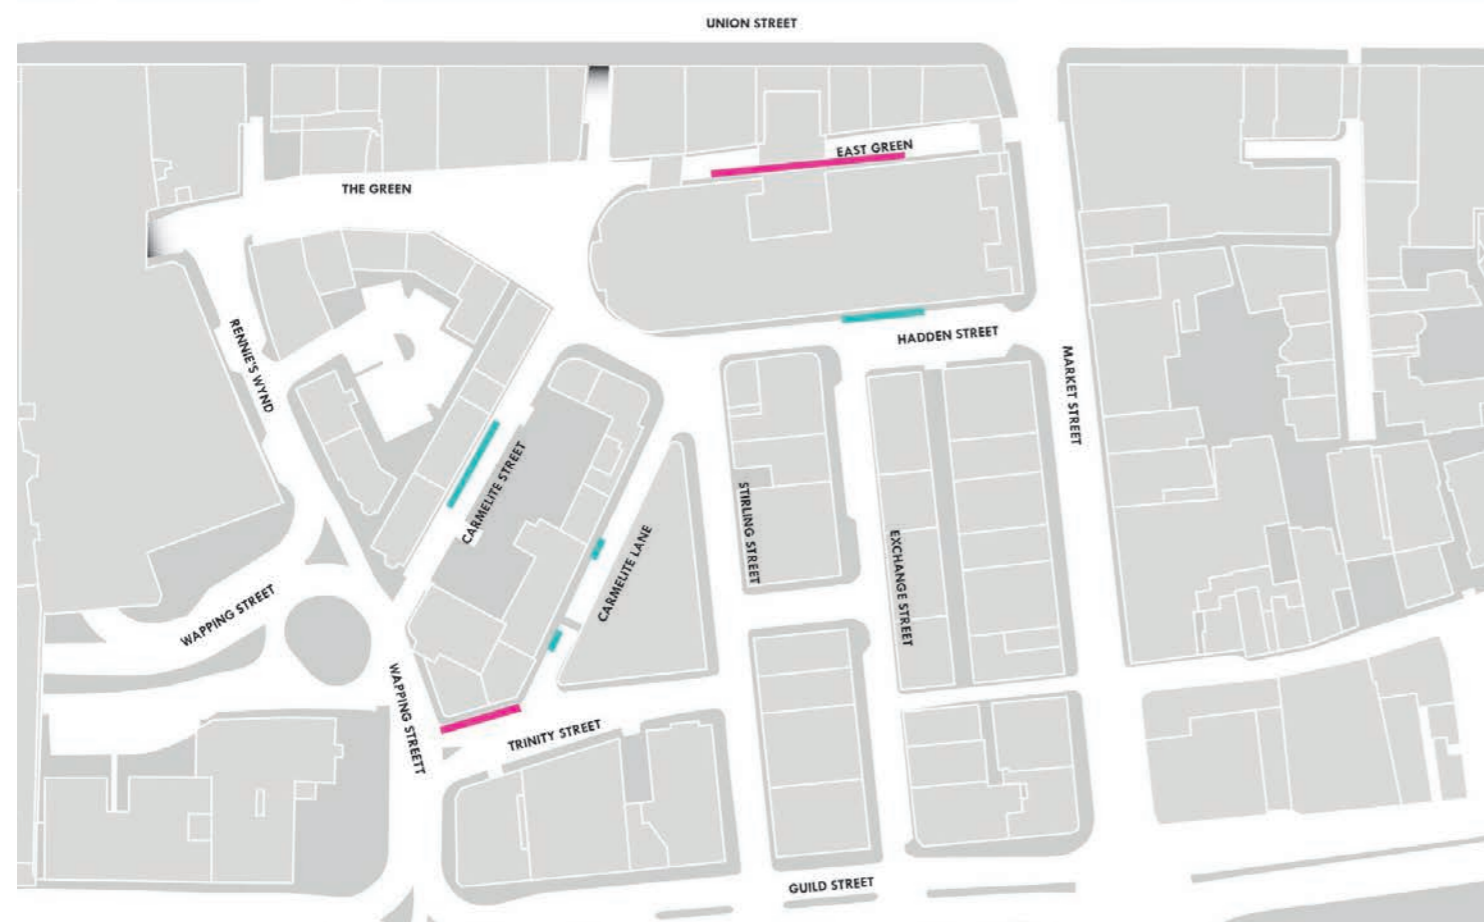 UNION STREET
EAST GREEN
THE GREEN
HADDEN STREET
RENNIE'S WYND
MARKET STREET
CARMELITE STREET
STIRLING STREET
CARMELITE LANE
EXCHANGE STREET
WAPPING STREET
WAPPING STREETT
TRINITY STREET
GUILD STREET